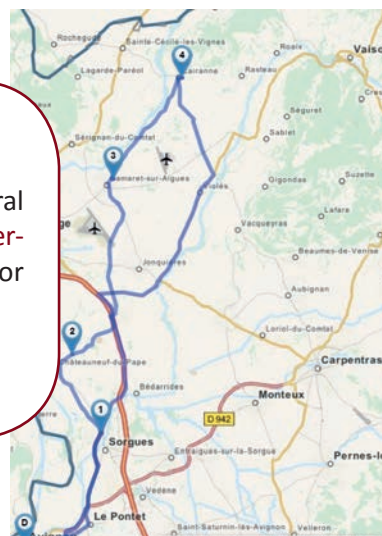 Rochegude
Sainte-Cécile-les-Vignes
4
Cairanne
Roaix
Vaiso
Lagarde-Paréol
Rasteau
Séguret
Sablet
Sérignan-du-Comtat
3
Camaret-sur-Aigues
Violès
Gigondas
Suzette
Lafare
ral
er-
or
ge
Vacqueyras
Jonquières
Beaumes-de-Venise
Aubignan
2
Châteauneuf-du-Pape
Loriol-du-Comtat
Carpentras
Bédarrides
Monteux
1
D 942
Sorgues
Entraigues-sur-la-Sorgue
Pernes-lo
Vedène
D
Le Pontet
Saint-Saturnin-lès-Avignon
Velleron